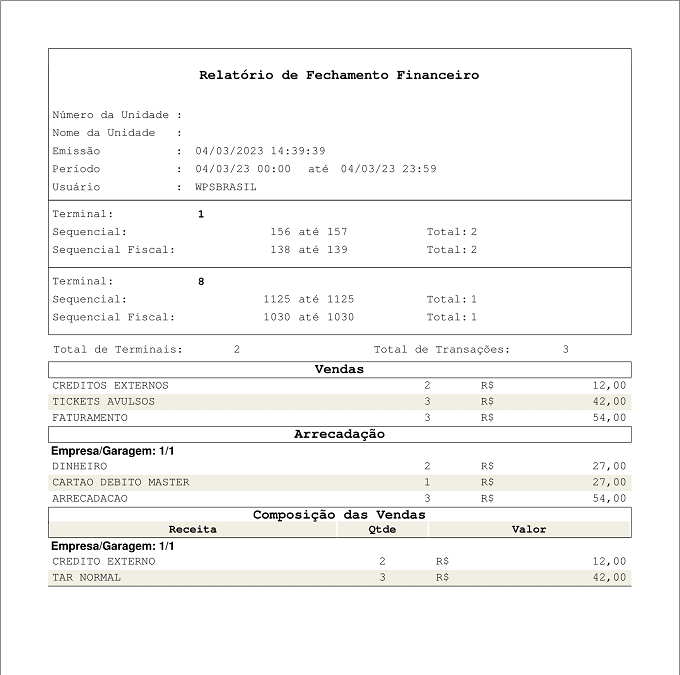 Relatório de Fechamento Financeiro
Número da Unidade :
Nome da Unidade :
Emissão : 04/03/2023 14:39:39
Período : 04/03/23 00:00 até 04/03/23 23:59
Usuário : WPSBRASIL
Terminal: 1
Sequencial: 156 até 157 Total: 2
Sequencial Fiscal: 138 até 139 Total: 2
Terminal: 8
Sequencial: 1125 até 1125 Total: 1
Sequencial Fiscal: 1030 até 1030 Total: 1
Total de Terminais: 2 Total de Transações: 3
Vendas
CREDITOS EXTERNOS 2 R$ 12,00
TICKETS AVULSOS 3 R$ 42,00
FATURAMENTO 3 R$ 54,00
Arrecadação
Empresa/Garagem: 1/1
DINHEIRO 2 R$ 27,00
CARTAO DEBITO MASTER 1 R$ 27,00
ARRECADACAO 3 R$ 54,00
Composição das Vendas
Receita Qtde Valor
Empresa/Garagem: 1/1
CREDITO EXTERNO 2 R$ 12,00
TAR NORMAL 3 R$ 42,00